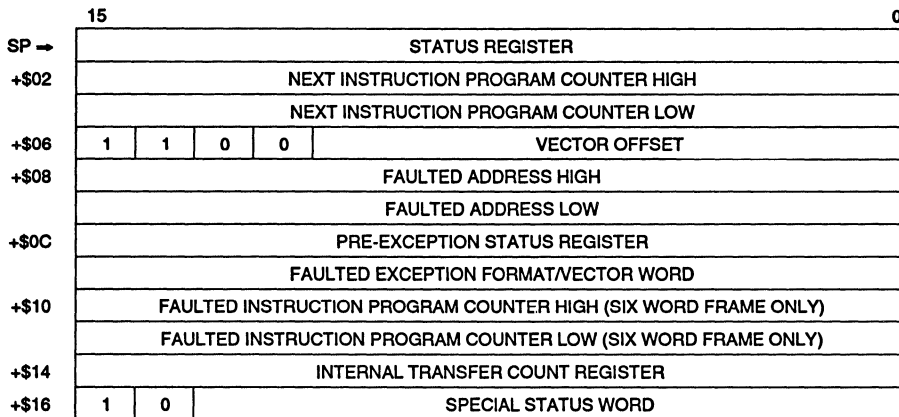 15 0
SP → STATUS REGISTER
+$02 NEXT INSTRUCTION PROGRAM COUNTER HIGH
NEXT INSTRUCTION PROGRAM COUNTER LOW
+$06 1 1 0 0 VECTOR OFFSET
+$08 FAULTED ADDRESS HIGH
FAULTED ADDRESS LOW
+$0C PRE-EXCEPTION STATUS REGISTER
FAULTED EXCEPTION FORMAT/VECTOR WORD
+$10 FAULTED INSTRUCTION PROGRAM COUNTER HIGH (SIX WORD FRAME ONLY)
FAULTED INSTRUCTION PROGRAM COUNTER LOW (SIX WORD FRAME ONLY)
+$14 INTERNAL TRANSFER COUNT REGISTER
+$16 1 0 SPECIAL STATUS WORD